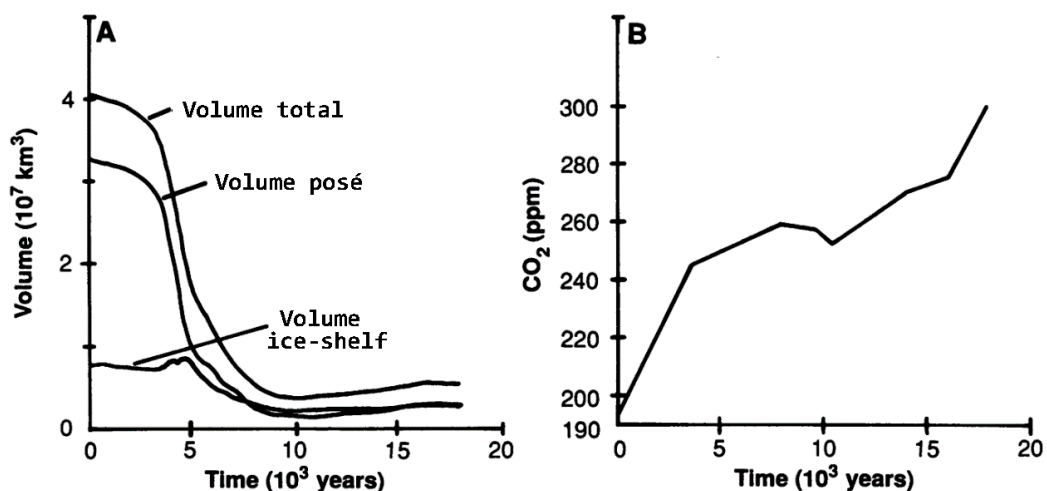 A
Volume (10⁷ km³)
4
2
0
Volume total
Volume posé
Volume
ice-shelf
0 5 10 15 20
Time (10³ years)
B
CO₂ (ppm)
300
280
260
240
220
200
190
0 5 10 15 20
Time (10³ years)